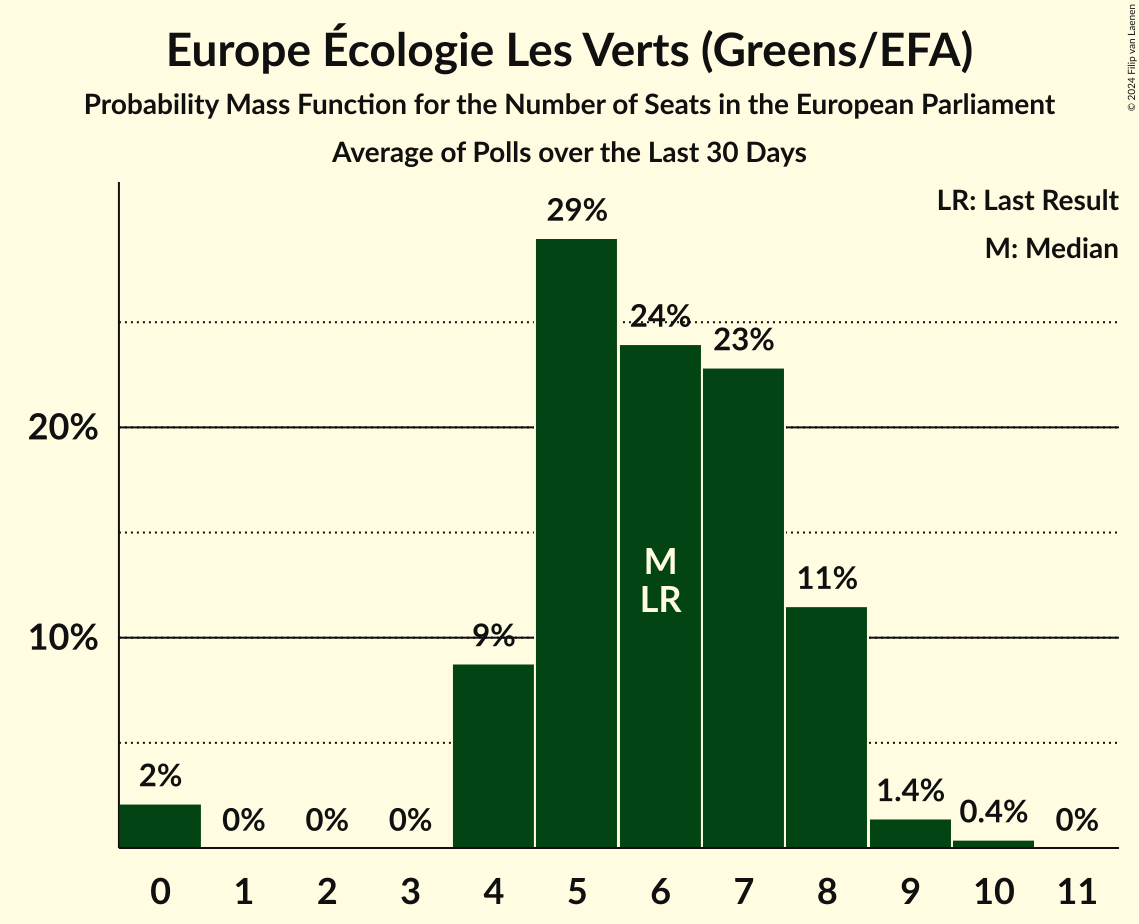 Europe Écologie Les Verts (Greens/EFA)
Probability Mass Function for the Number of Seats in the European Parliament
Average of Polls over the Last 30 Days
© 2024 Filip van Laenen
LR: Last Result
M: Median
29%
24%
23%
20%
M
LR
11%
10%
9%
2%
0%
0%
0%
1.4%
0.4%
0%
0 1 2 3 4 5 6 7 8 9 10 11